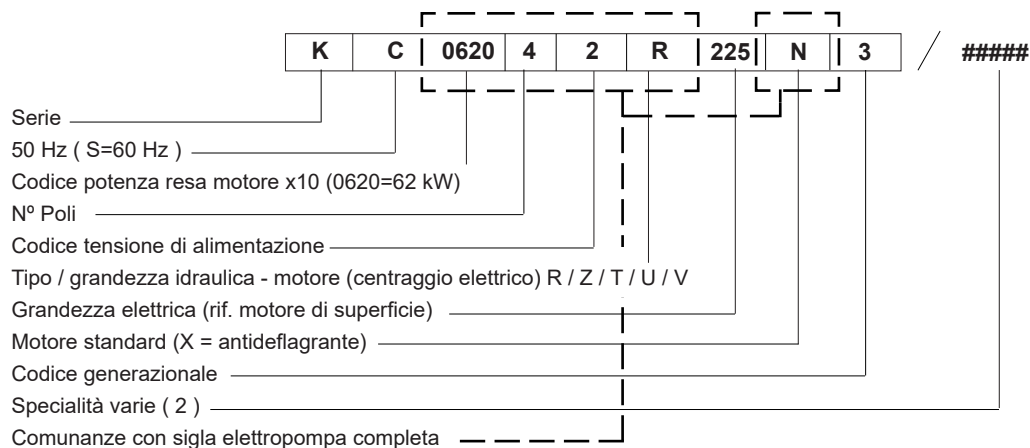 K C 0620 4 2 R 225 N 3 / #####
Serie
50 Hz ( S=60 Hz )
Codice potenza resa motore x10 (0620=62 kW)
Nº Poli
Codice tensione di alimentazione
Tipo / grandezza idraulica - motore (centraggio elettrico) R / Z / T / U / V
Grandezza elettrica (rif. motore di superficie)
Motore standard (X = antideflagrante)
Codice generazionale
Specialità varie ( 2 )
Comunanze con sigla elettropompa completa